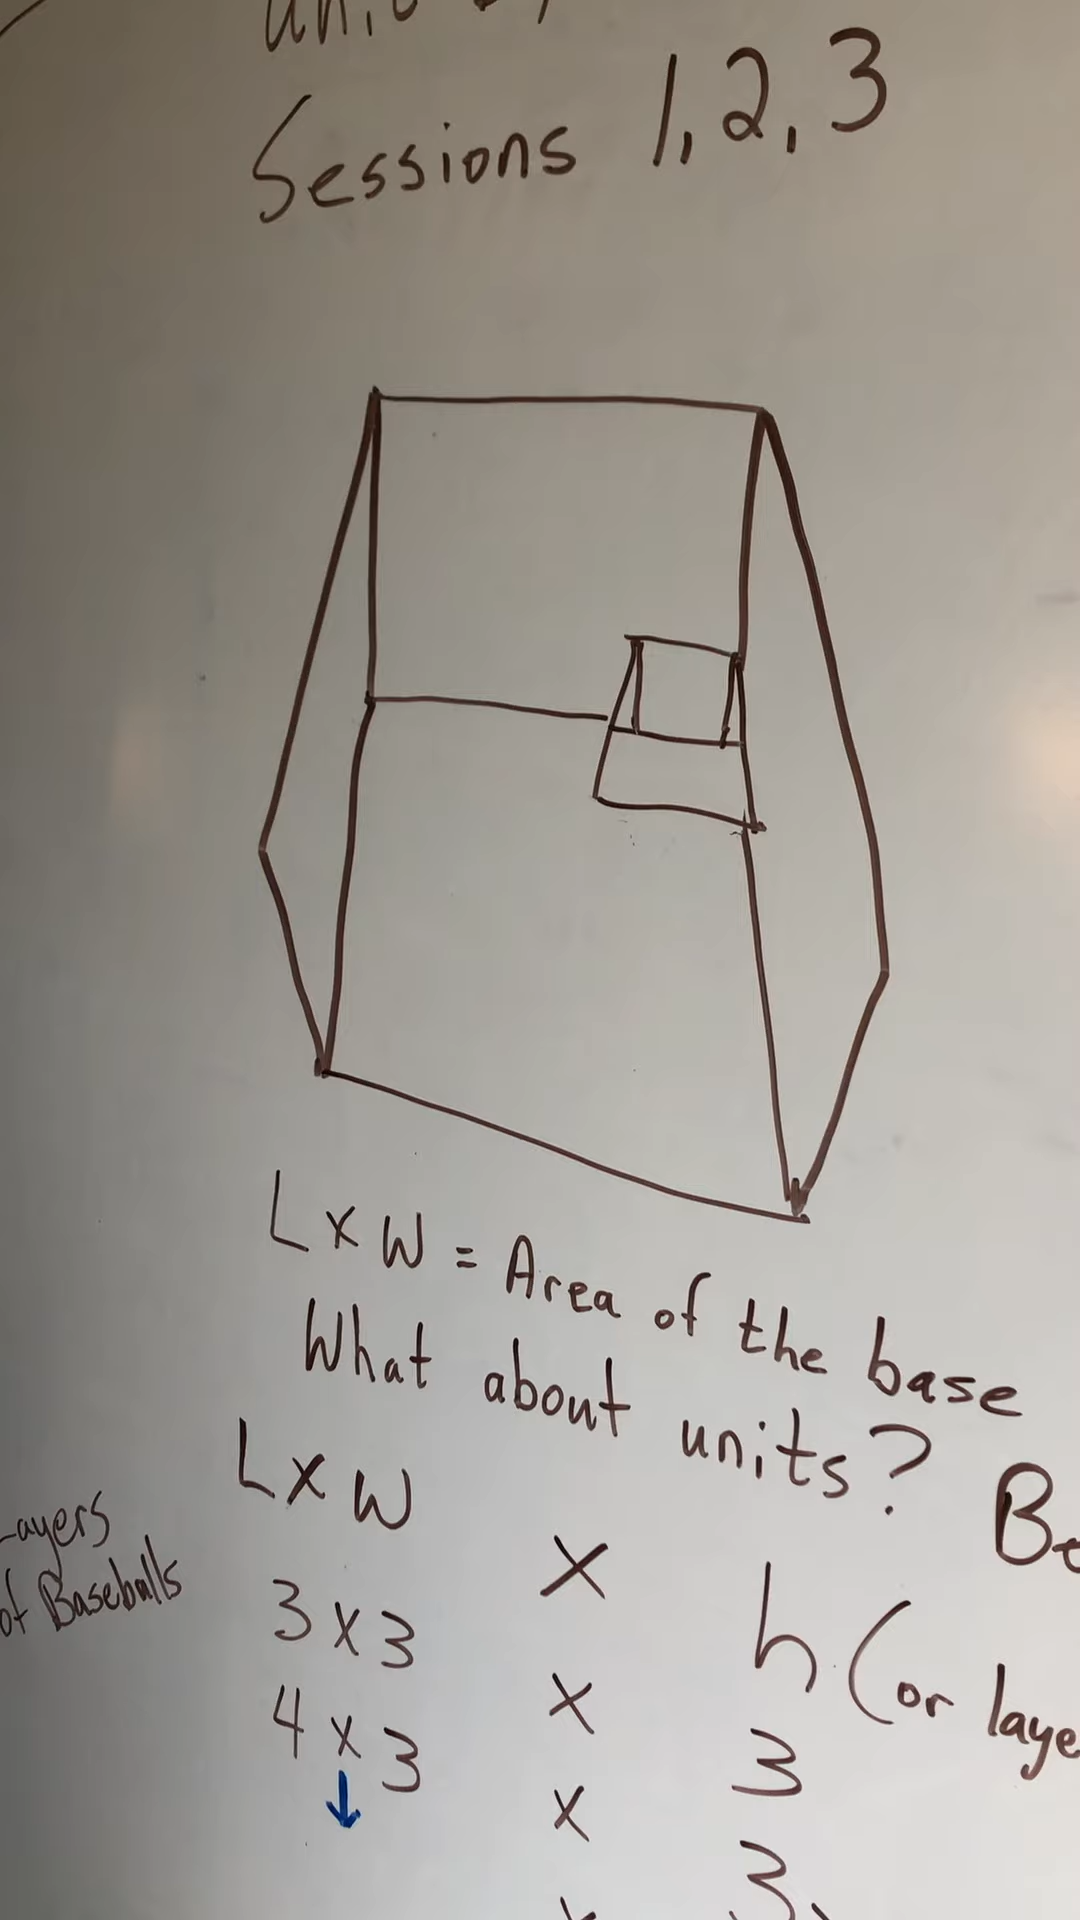 Sessions 1, 2, 3
L x W = Area of the base
What about units?
L x W x h (or laye
Layers
of Baseballs
3 x 3 x 3
4 x 3 x 3